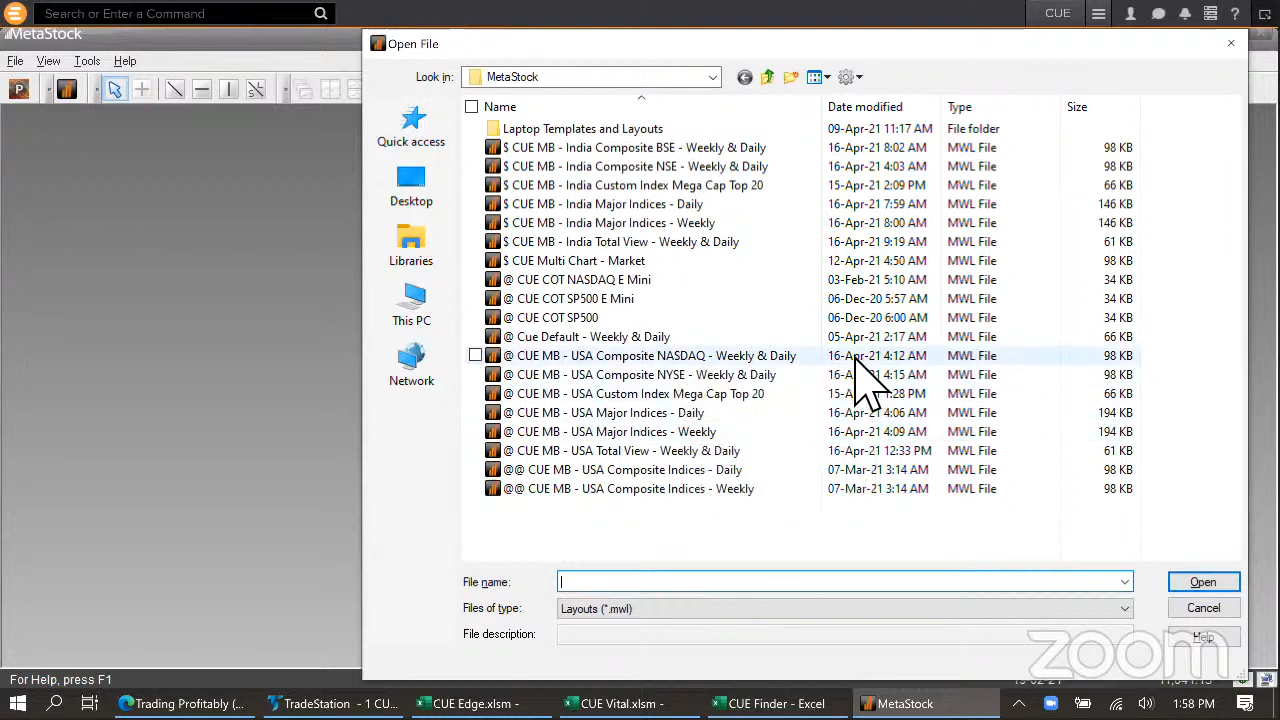 Search or Enter a Command
CUE
?
MetaStock
File View Tools Help
Open File
Look in: MetaStock
Name Date modified Type Size
Laptop Templates and Layouts 09-Apr-21 11:17 AM File folder
$ CUE MB - India Composite BSE - Weekly & Daily 16-Apr-21 8:02 AM MWL File 98 KB
$ CUE MB - India Composite NSE - Weekly & Daily 16-Apr-21 4:03 AM MWL File 98 KB
$ CUE MB - India Custom Index Mega Cap Top 20 15-Apr-21 2:09 PM MWL File 66 KB
$ CUE MB - India Major Indices - Daily 16-Apr-21 7:59 AM MWL File 146 KB
$ CUE MB - India Major Indices - Weekly 16-Apr-21 8:00 AM MWL File 146 KB
$ CUE MB - India Total View - Weekly & Daily 16-Apr-21 9:19 AM MWL File 61 KB
$ CUE Multi Chart - Market 12-Apr-21 4:50 AM MWL File 98 KB
@ CUE COT NASDAQ E Mini 03-Feb-21 5:10 AM MWL File 34 KB
@ CUE COT SP500 E Mini 06-Dec-20 5:57 AM MWL File 34 KB
@ CUE COT SP500 06-Dec-20 6:00 AM MWL File 34 KB
@ Cue Default - Weekly & Daily 05-Apr-21 2:17 AM MWL File 66 KB
@ CUE MB - USA Composite NASDAQ - Weekly & Daily 16-Apr-21 4:12 AM MWL File 98 KB
@ CUE MB - USA Composite NYSE - Weekly & Daily 16-Apr-21 4:15 AM MWL File 98 KB
@ CUE MB - USA Custom Index Mega Cap Top 20 PM MWL File 66 KB
@ CUE MB - USA Major Indices - Daily 16-Apr-21 4:06 AM MWL File 194 KB
@ CUE MB - USA Major Indices - Weekly 16-Apr-21 4:09 AM MWL File 194 KB
@ CUE MB - USA Total View - Weekly & Daily 16-Apr-21 12:33 PM MWL File 61 KB
@@ CUE MB - USA Composite Indices - Daily 07-Mar-21 3:14 AM MWL File 98 KB
@@ CUE MB - USA Composite Indices - Weekly 07-Mar-21 3:14 AM MWL File 98 KB
Quick access
Desktop
Libraries
This PC
Network
File name: Open
Files of type: Layouts (*.mwl) Cancel
File description: Help
zoom
For Help, press F1
Trading Profitably (... TradeStation - 1 CU... CUE Edge.xlsm - ... CUE Vital.xlsm - ... CUE Finder - Excel MetaStock 1:58 PM